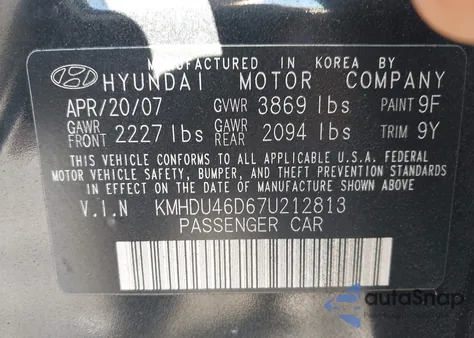 MANUFACTURED IN KOREA BY
HYUNDAI MOTOR COMPANY
APR/20/07 GVWR 3869 lbs PAINT 9F
GAWR FRONT 2227 lbs GAWR REAR 2094 lbs TRIM 9Y
THIS VEHICLE CONFORMS TO ALL APPLICABLE U.S.A. FEDERAL
MOTOR VEHICLE SAFETY, BUMPER, AND THEFT PREVENTION STANDARDS
IN EFFECT ON THE DATE OF MANUFACTURE SHOWN ABOVE
V.I.N KMHDU46D67U212813
PASSENGER CAR
autoSnap